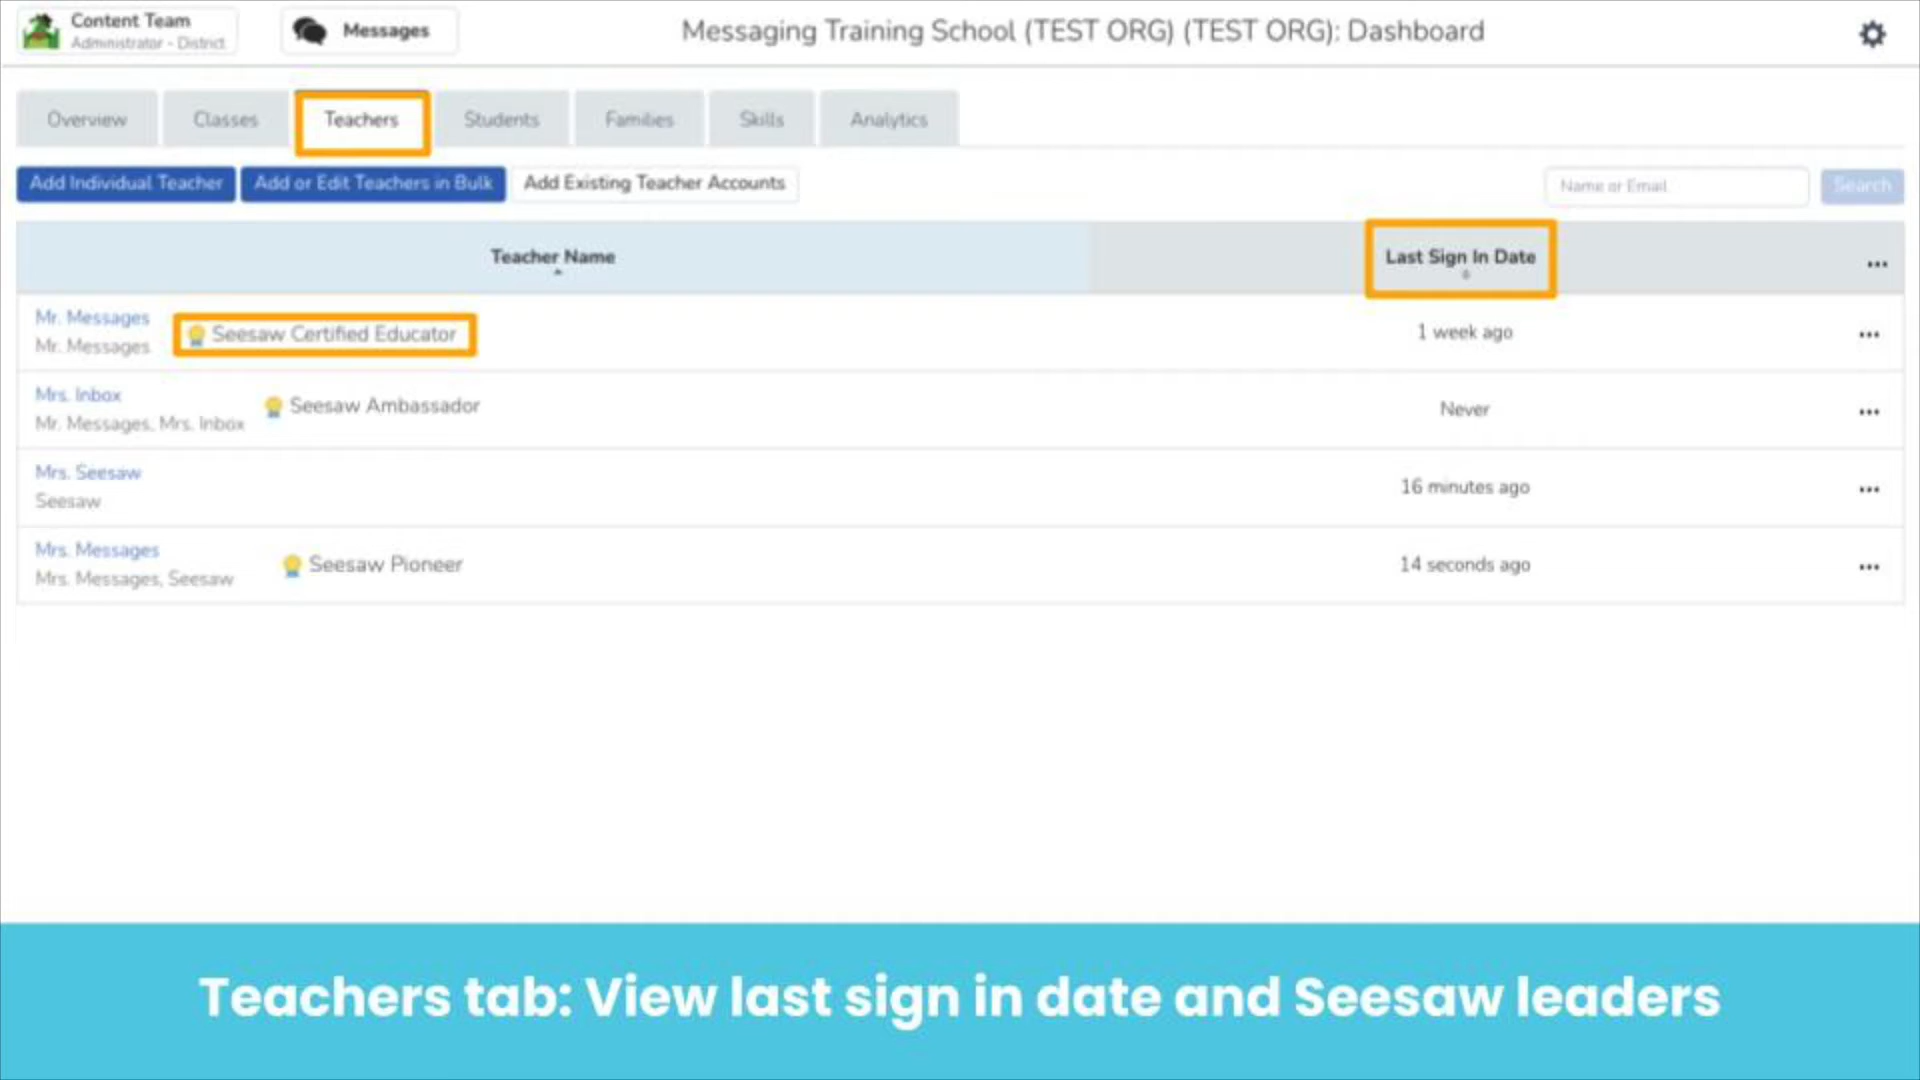 Content Team
Administrator - District
Messages
Messaging Training School (TEST ORG) (TEST ORG): Dashboard
Overview
Classes
Teachers
Students
Families
Skills
Analytics
Add Individual Teacher
Add or Edit Teachers in Bulk
Add Existing Teacher Accounts
Name or Email
Search
Teacher Name
Last Sign In Date
Mr. Messages
Mr. Messages
Seesaw Certified Educator
1 week ago
Mrs. Inbox
Mr. Messages, Mrs. Inbox
Seesaw Ambassador
Never
Mrs. Seesaw
Seesaw
16 minutes ago
Mrs. Messages
Mrs. Messages, Seesaw
Seesaw Pioneer
14 seconds ago
Teachers tab: View last sign in date and Seesaw leaders